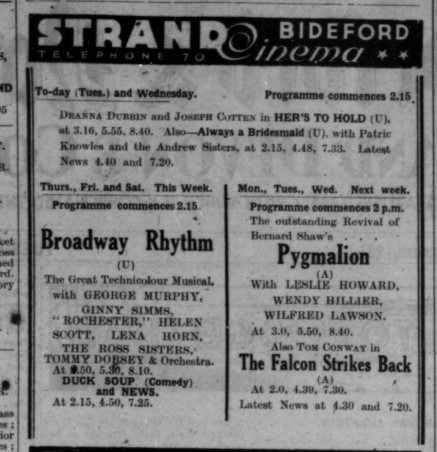 STRAND Cinema BIDEFORD
TELEPHONE 70
To-day (Tues.) and Wednesday. Programme commences 2.15.
DEANNA DURBIN and JOSEPH COTTEN in HER'S TO HOLD (U),
at 3.16, 5.55, 8.40. Also—Always a Bridesmaid (U), with Patric
Knowles and the Andrew Sisters, at 2.15, 4.48, 7.33. Latest
News 4.40 and 7.20.
Thurs., Fri. and Sat. This Week.
Programme commences 2.15.
Broadway Rhythm
(U)
The Great Technicolour Musical,
with GEORGE MURPHY,
GINNY SIMMS,
"ROCHESTER," HELEN
SCOTT, LENA HORN,
THE ROSS SISTERS,
TOMMY DORSEY & Orchestra.
At 2.50, 5.30, 8.10.
DUCK SOUP (Comedy)
and NEWS.
At 2.15, 4.50, 7.25.
Mon., Tues., Wed. Next week.
Programme commences 2 p.m.
The outstanding Revival of
Bernard Shaw's . . .
Pygmalion
(A)
With LESLIE HOWARD,
WENDY HILLIER,
WILFRED LAWSON.
At 3.0, 5.50, 8.40.
Also TOM CONWAY in
The Falcon Strikes Back
(A)
At 2.0, 4.39, 7.30.
Latest News at 4.30 and 7.20.